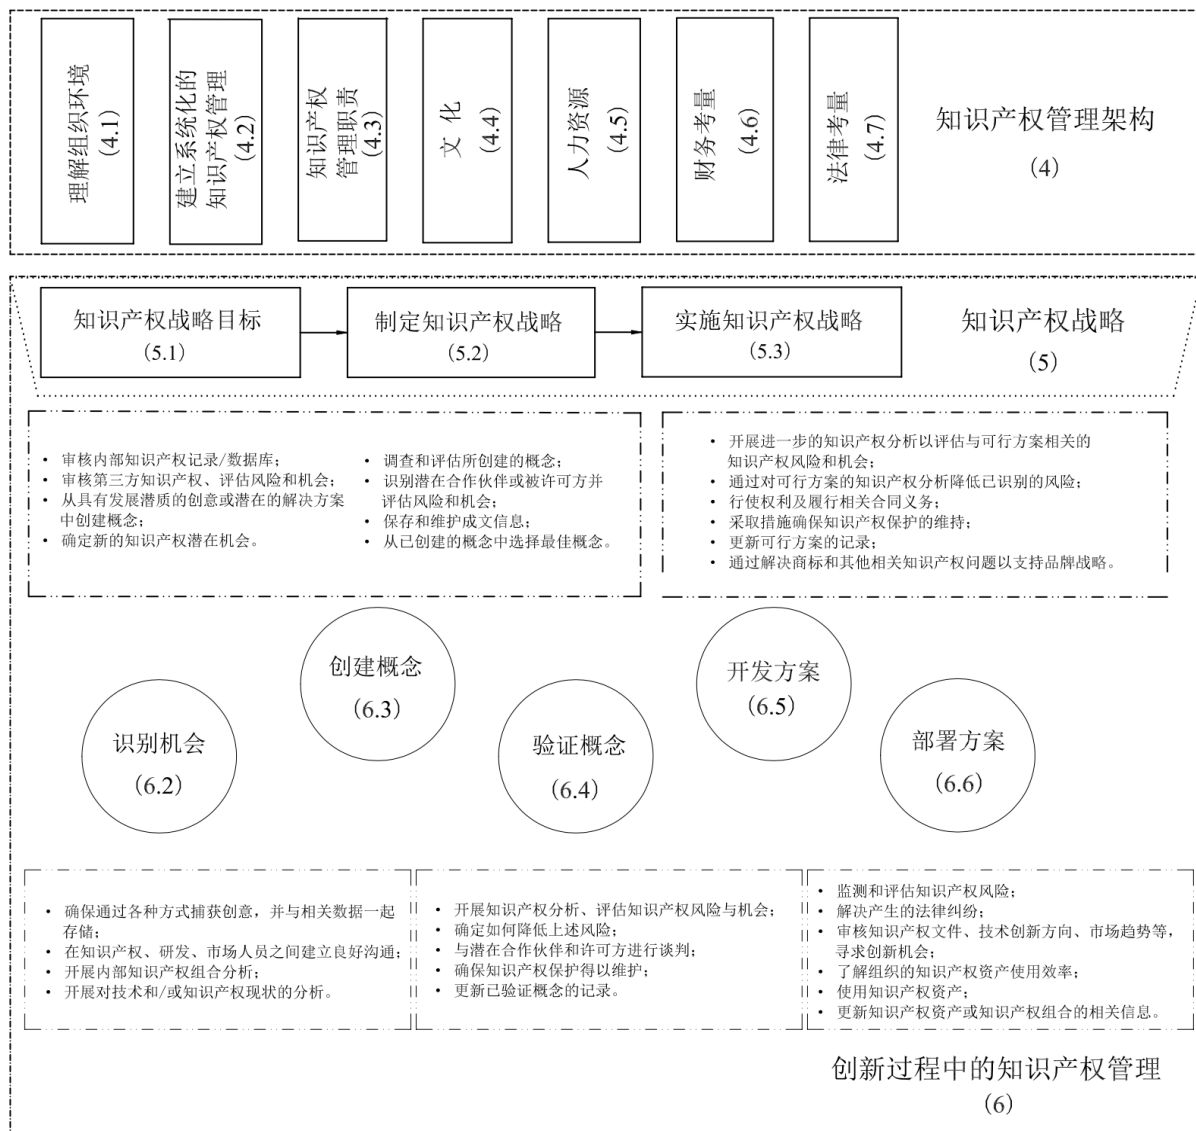 理解组织环境
（4.1）
建立系统化的
知识产权管理
（4.2）
知识产权
管理职责
（4.3）
文 化
（4.4）
人力资源
（4.5）
财务考量
（4.6）
法律考量
（4.7）
知识产权管理架构
（4）
知识产权战略目标
（5.1）
制定知识产权战略
（5.2）
实施知识产权战略
（5.3）
知识产权战略
（5）
• 审核内部知识产权记录/数据库；
• 审核第三方知识产权、评估风险和机会；
• 从具有发展潜质的创意或潜在的解决方案
中创建概念；
• 确定新的知识产权潜在机会。
• 调查和评估所创建的概念；
• 识别潜在合作伙伴或被许可方并
评估风险和机会；
• 保存和维护成文信息；
• 从已创建的概念中选择最佳概念。
• 开展进一步的知识产权分析以评估与可行方案相关的
知识产权风险和机会；
• 通过对可行方案的知识产权分析降低已识别的风险；
• 行使权利及履行相关合同义务；
• 采取措施确保知识产权保护的维持；
• 更新可行方案的记录；
• 通过解决商标和其他相关知识产权问题以支持品牌战略。
识别机会
（6.2）
创建概念
（6.3）
验证概念
（6.4）
开发方案
（6.5）
部署方案
（6.6）
• 确保通过各种方式捕获创意，并与相关数据一起
存储；
• 在知识产权、研发、市场人员之间建立良好沟通；
• 开展内部知识产权组合分析；
• 开展对技术和/或知识产权现状的分析。
• 开展知识产权分析、评估知识产权风险与机会；
• 确定如何降低上述风险；
• 与潜在合作伙伴和许可方进行谈判；
• 确保知识产权保护得以维护；
• 更新已验证概念的记录。
• 监测和评估知识产权风险；
• 解决产生的法律纠纷；
• 审核知识产权文件、技术创新方向、市场趋势等，
寻求创新机会；
• 了解组织的知识产权资产使用效率；
• 使用知识产权资产；
• 更新知识产权资产或知识产权组合的相关信息。
创新过程中的知识产权管理
（6）